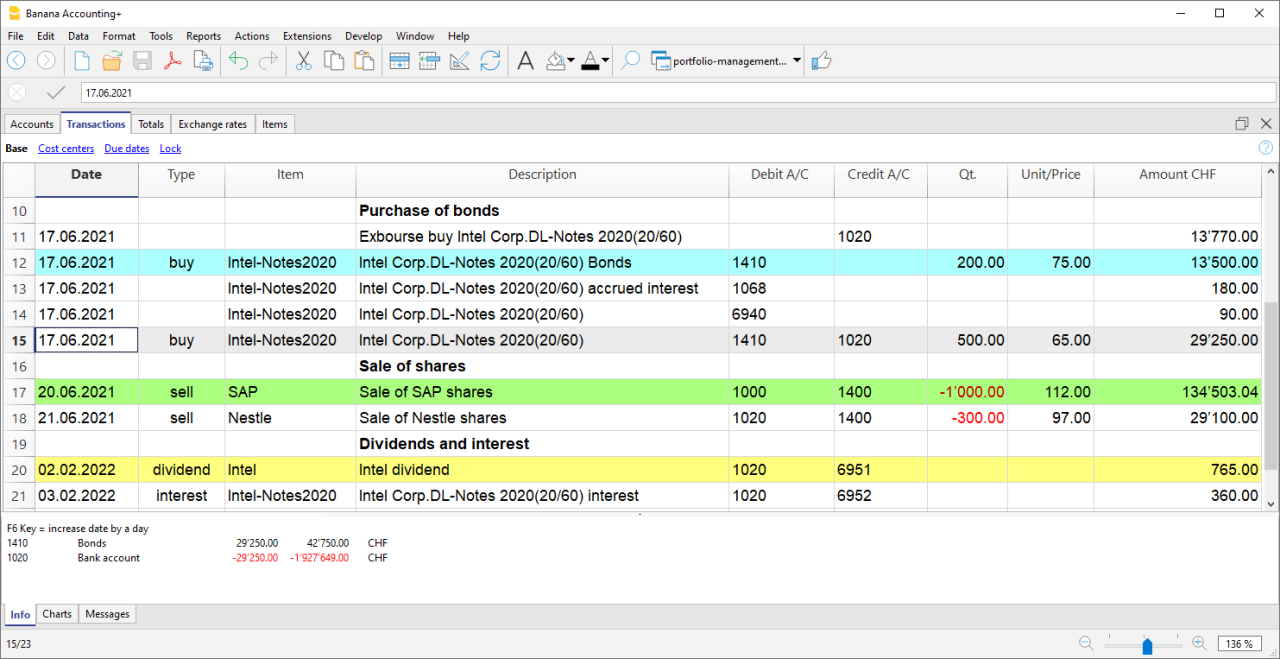 Banana Accounting+
File Edit Data Format Tools Reports Actions Extensions Develop Window Help
portfolio-management...
17.06.2021
Accounts Transactions Totals Exchange rates Items
Base Cost centers Due dates Lock
Date Type Item Description Debit A/C Credit A/C Qt. Unit/Price Amount CHF
10 Purchase of bonds
11 17.06.2021 Exbourse buy Intel Corp.DL-Notes 2020(20/60) 1020 13'770.00
12 17.06.2021 buy Intel-Notes2020 Intel Corp.DL-Notes 2020(20/60) Bonds 1410 200.00 75.00 13'500.00
13 17.06.2021 Intel-Notes2020 Intel Corp.DL-Notes 2020(20/60) accrued interest 1068 180.00
14 17.06.2021 Intel-Notes2020 Intel Corp.DL-Notes 2020(20/60) 6940 90.00
15 17.06.2021 buy Intel-Notes2020 Intel Corp.DL-Notes 2020(20/60) 1410 1020 500.00 65.00 29'250.00
16 Sale of shares
17 20.06.2021 sell SAP Sale of SAP shares 1000 1400 -1'000.00 112.00 134'503.04
18 21.06.2021 sell Nestle Sale of Nestle shares 1020 1400 -300.00 97.00 29'100.00
19 Dividends and interest
20 02.02.2022 dividend Intel Intel dividend 1020 6951 765.00
21 03.02.2022 interest Intel-Notes2020 Intel Corp.DL-Notes 2020(20/60) interest 1020 6952 360.00
F6 Key = increase date by a day
1410 Bonds 29'250.00 42'750.00 CHF
1020 Bank account -29'250.00 -1'927'649.00 CHF
Info Charts Messages
15/23
136 %